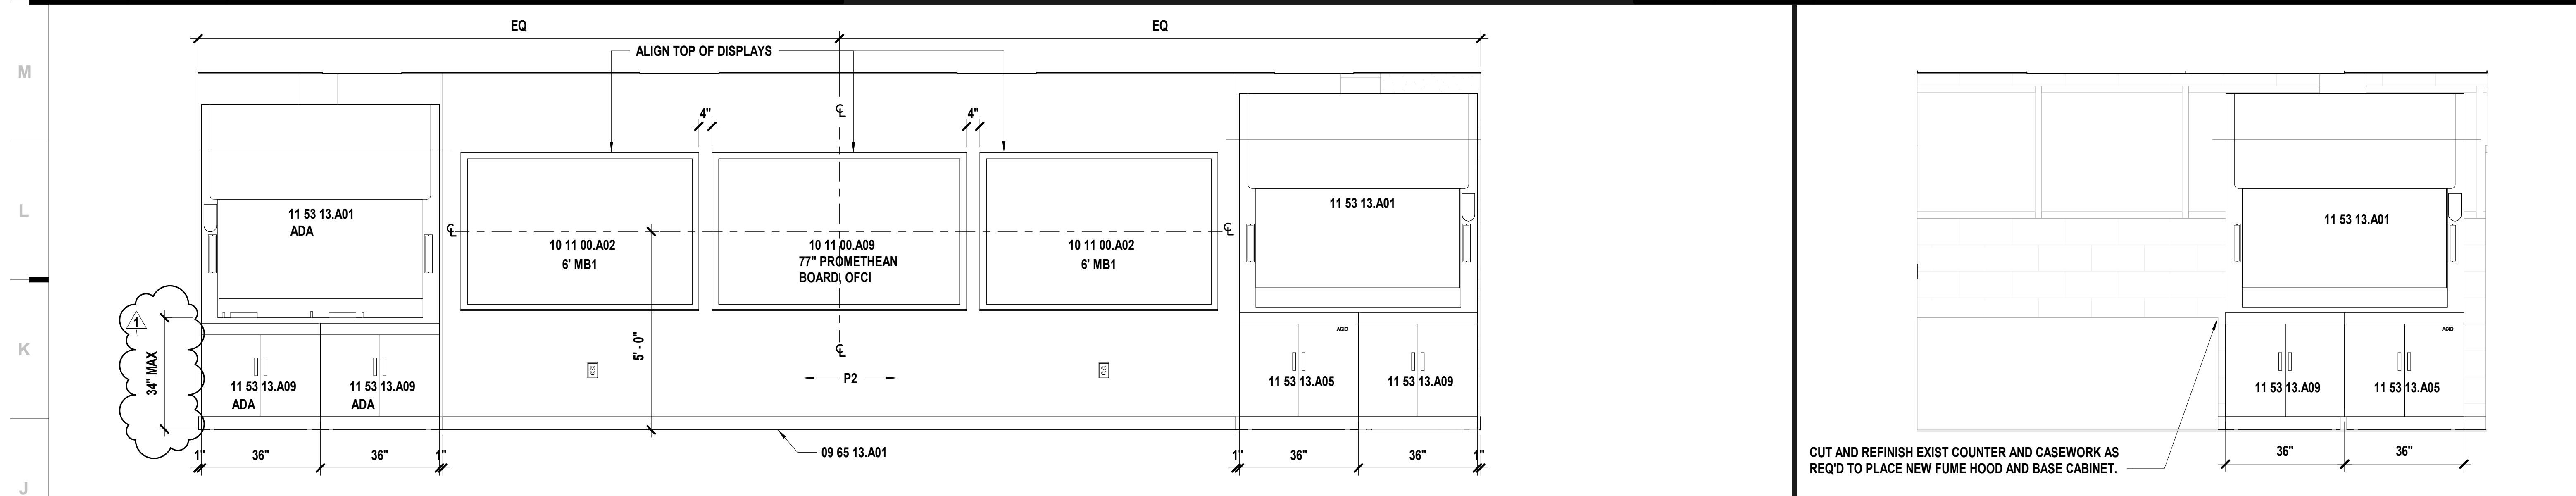 EQ
EQ
ALIGN TOP OF DISPLAYS
M
4"
4"
L
11 53 13.A01
ADA
10 11 00.A02
6' MB1
10 11 00.A09
77" PROMETHEAN
BOARD, OFCI
10 11 00.A02
6' MB1
11 53 13.A01
11 53 13.A01
1
34" MAX
K
5' - 0"
P2
ACID
ACID
11 53 13.A09
ADA
11 53 13.A09
ADA
11 53 13.A05
11 53 13.A09
11 53 13.A09
11 53 13.A05
09 65 13.A01
1"
36"
36"
1"
1"
36"
36"
1"
CUT AND REFINISH EXIST COUNTER AND CASEWORK AS
REQ'D TO PLACE NEW FUME HOOD AND BASE CABINET.
36"
36"
J